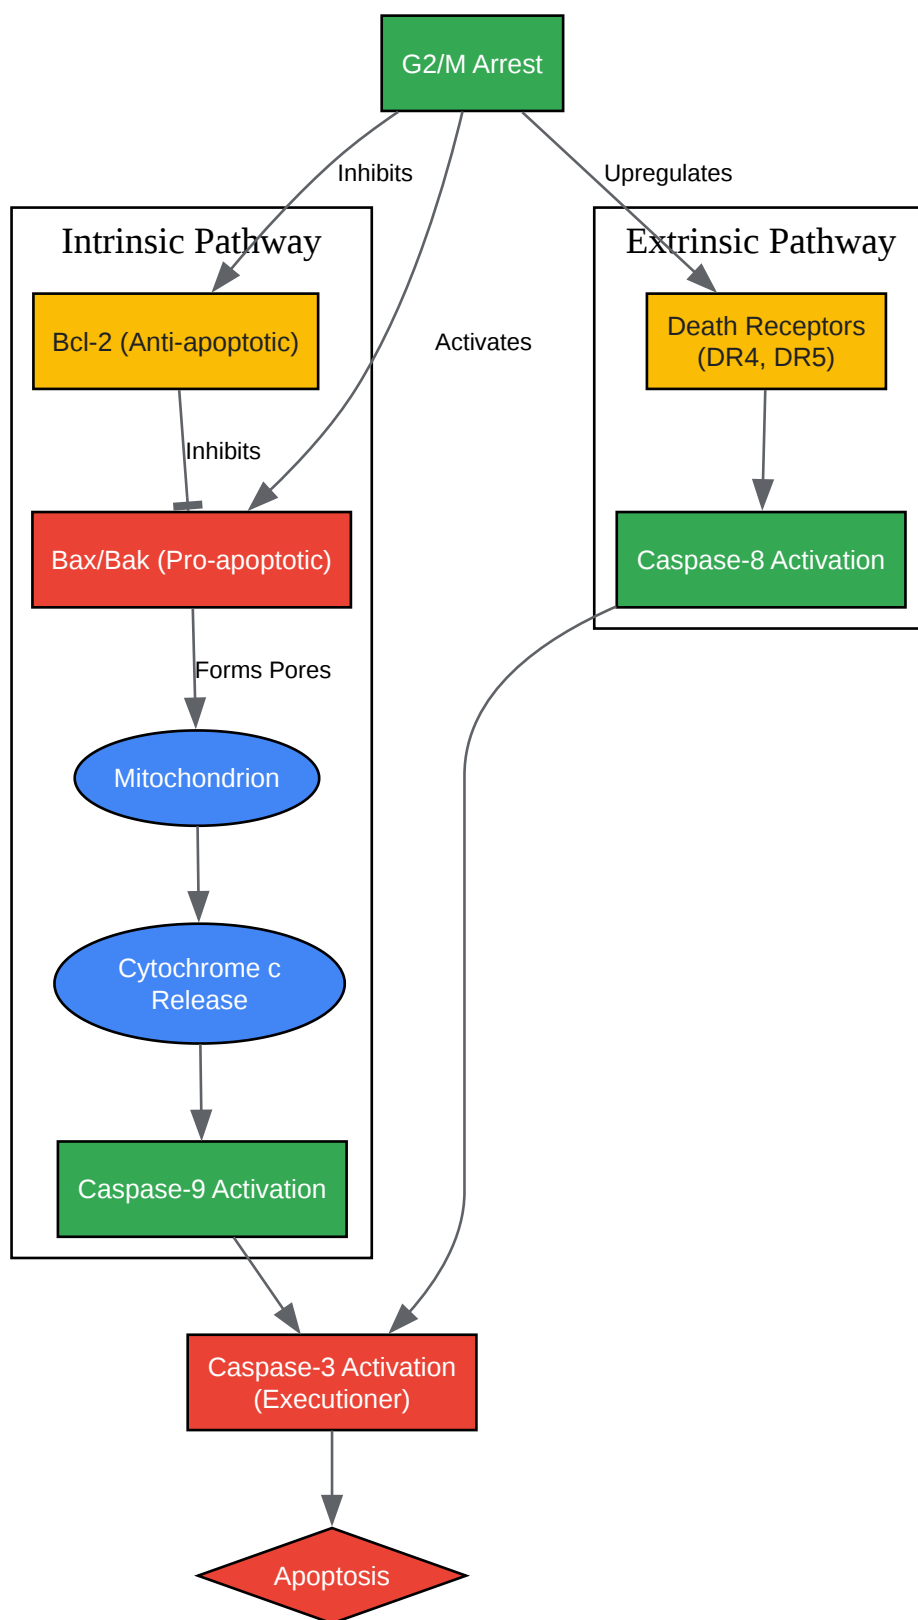 G2/M Arrest
Inhibits
Upregulates
Intrinsic Pathway
Extrinsic Pathway
Bcl-2 (Anti-apoptotic)
Activates
Death Receptors
(DR4, DR5)
Inhibits
Bax/Bak (Pro-apoptotic)
Caspase-8 Activation
Forms Pores
Mitochondrion
Cytochrome c
Release
Caspase-9 Activation
Caspase-3 Activation
(Executioner)
Apoptosis